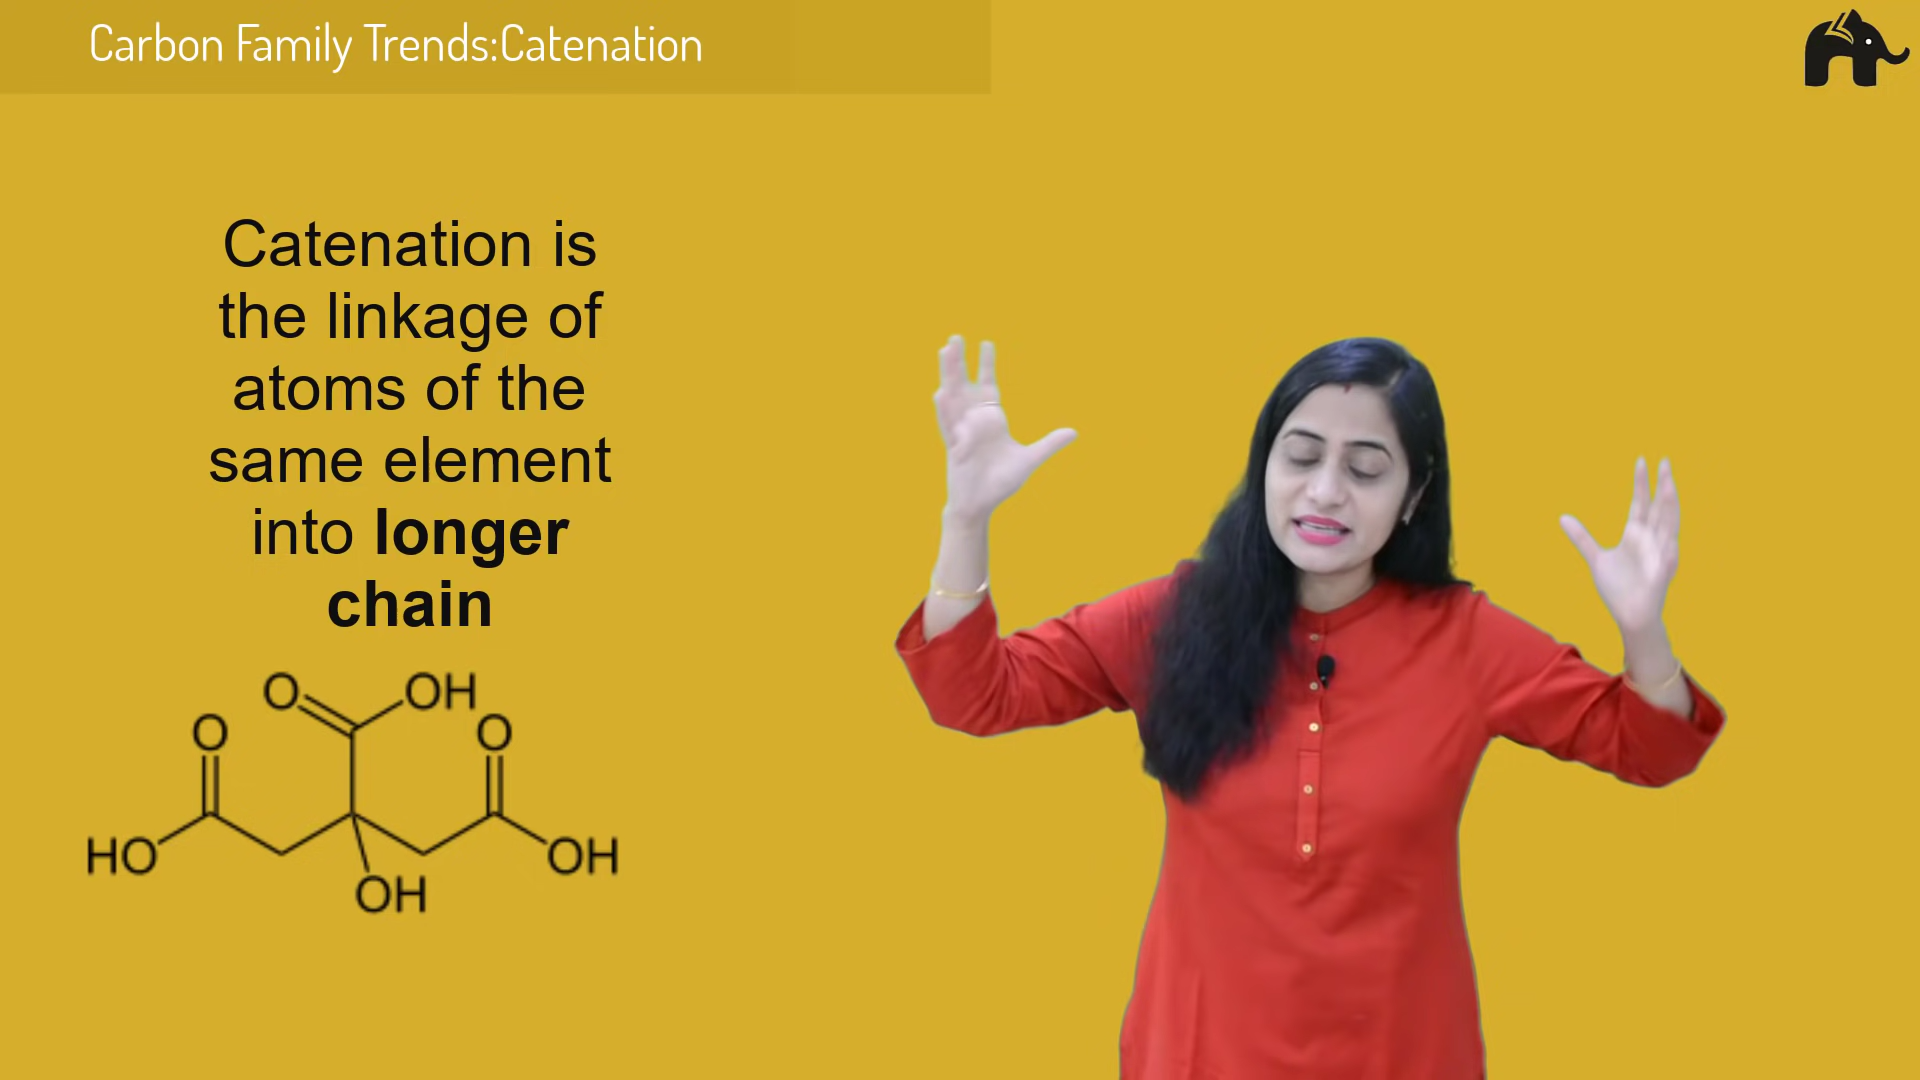 Carbon Family Trends:Catenation
Catenation is
the linkage of
atoms of the
same element
into longer
chain
O OH
O O
HO OH
OH